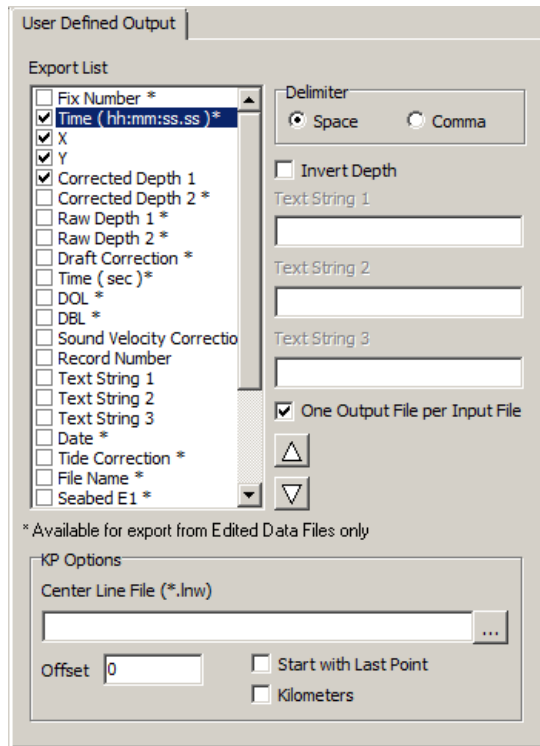 User Defined Output
Export List
Fix Number *
Time ( hh:mm:ss.ss )*
X
Y
Corrected Depth 1
Corrected Depth 2 *
Raw Depth 1 *
Raw Depth 2 *
Draft Correction *
Time ( sec )*
DOL *
DBL *
Sound Velocity Correctio
Record Number
Text String 1
Text String 2
Text String 3
Date *
Tide Correction *
File Name *
Seabed E1 *
Delimiter
Space
Comma
Invert Depth
Text String 1
Text String 2
Text String 3
One Output File per Input File
* Available for export from Edited Data Files only
KP Options
Center Line File (*.lnw)
...
Offset 0
Start with Last Point
Kilometers